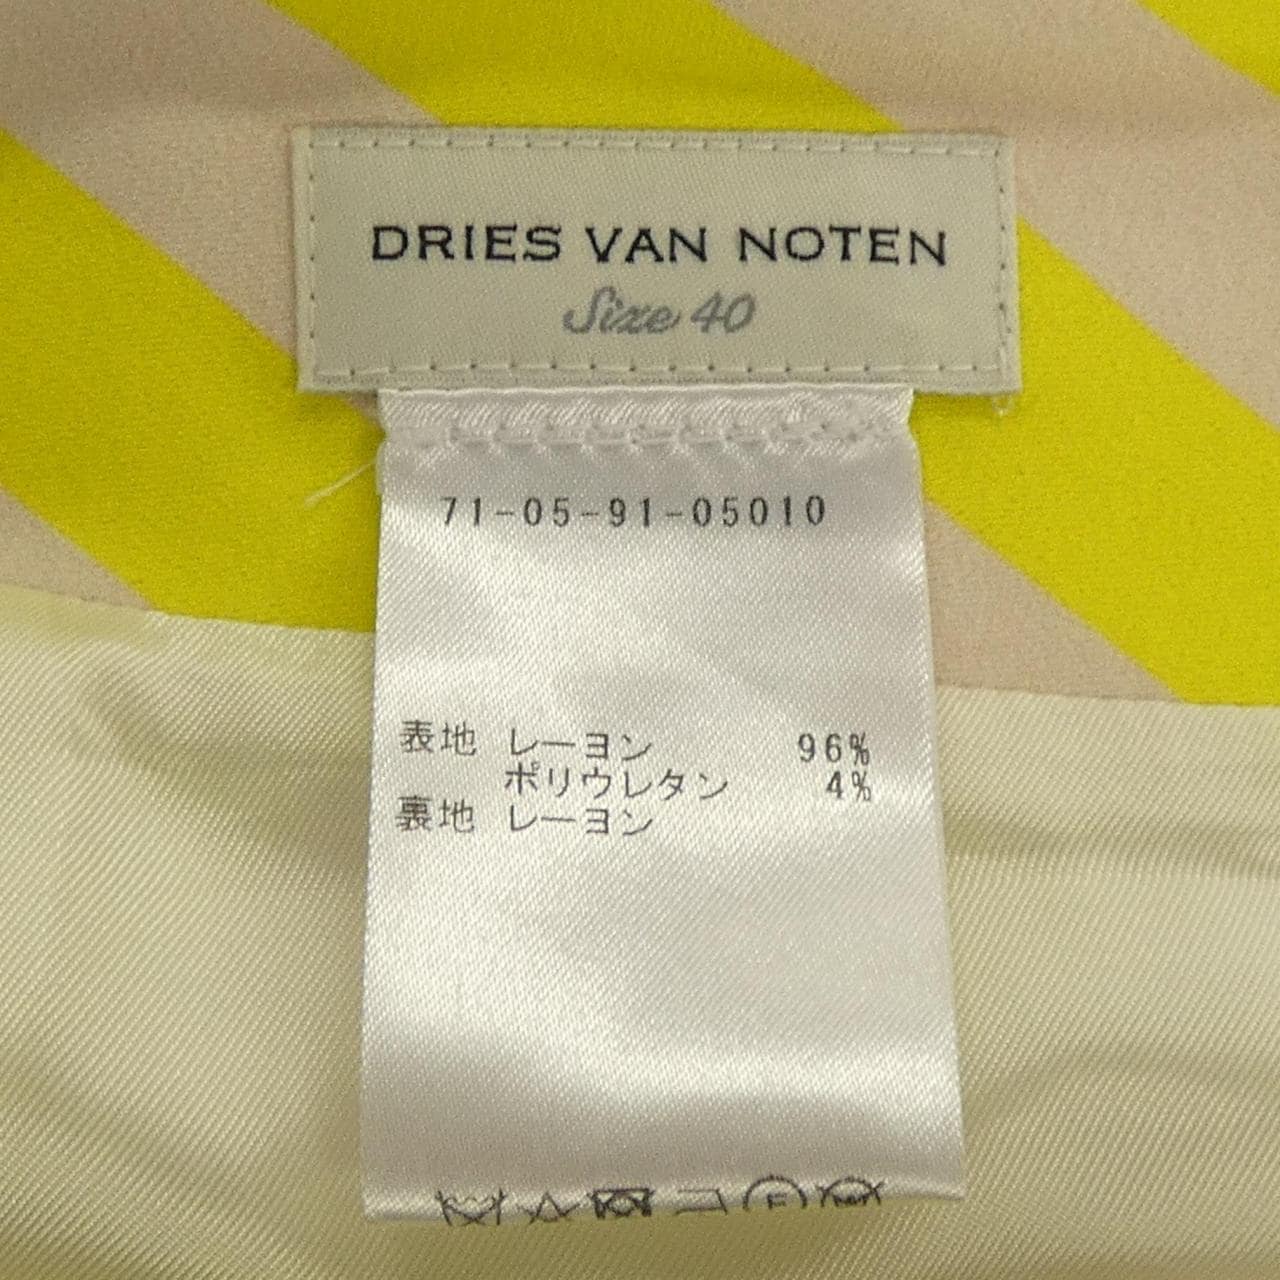 DRIES VAN NOTEN
Size 40
71-05-91-05010
表地 レーヨン 96%
ポリウレタン 4%
裏地 レーヨン